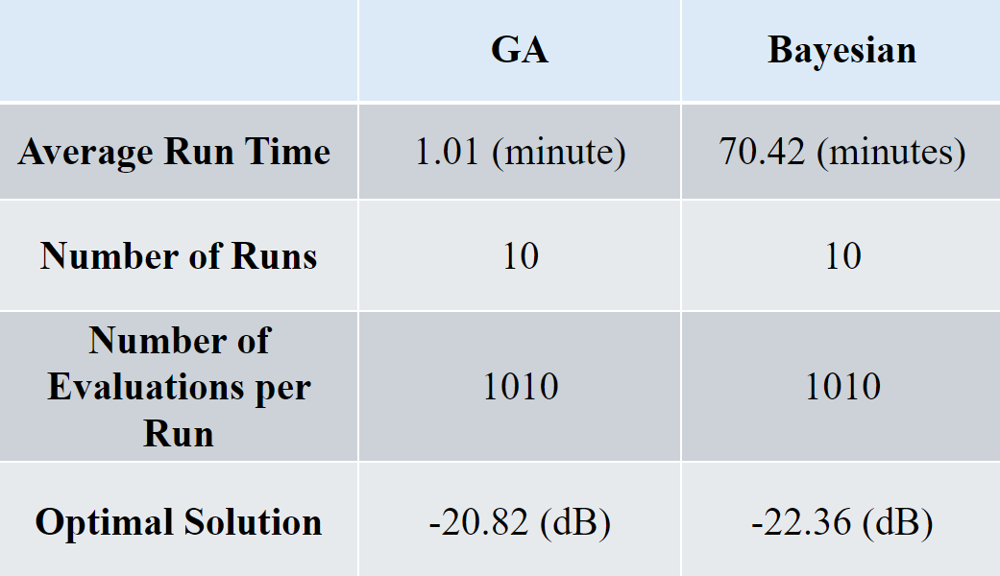 GA Bayesian
Average Run Time 1.01 (minute) 70.42 (minutes)
Number of Runs 10 10
Number of
Evaluations per 1010 1010
Run
Optimal Solution -20.82 (dB) -22.36 (dB)